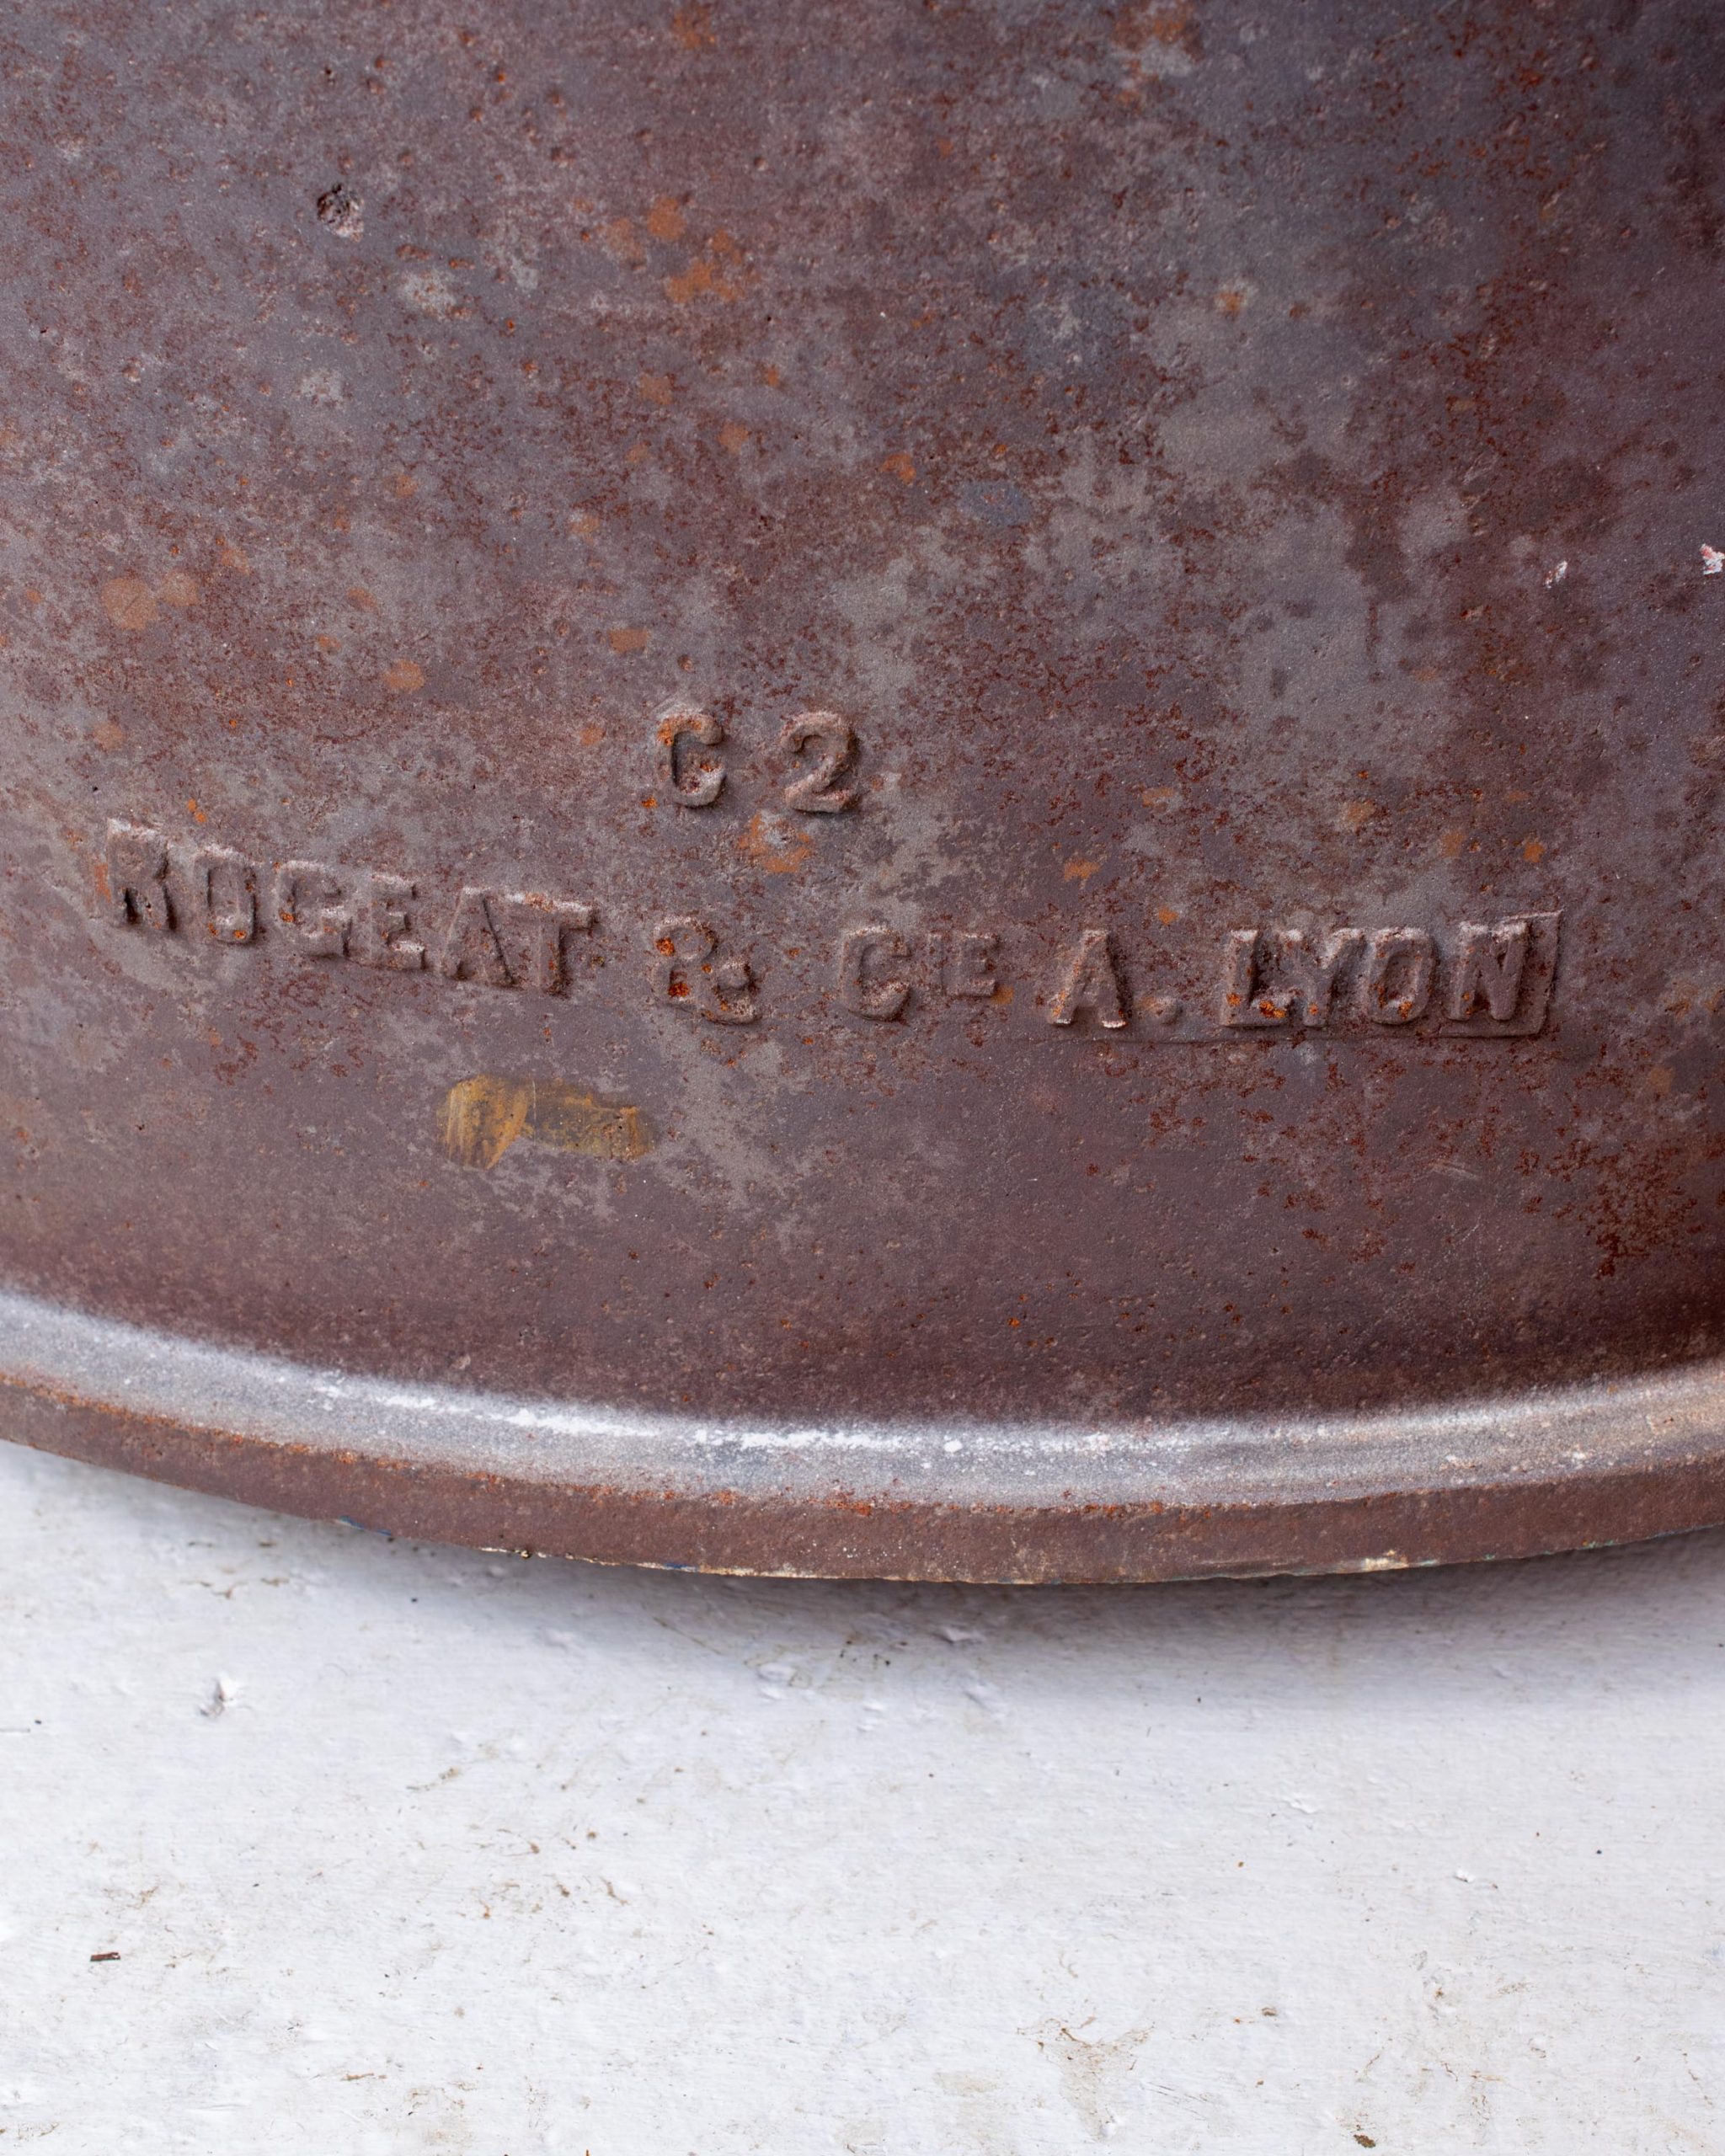 C 2
ROGEAT & CIE A. LYON